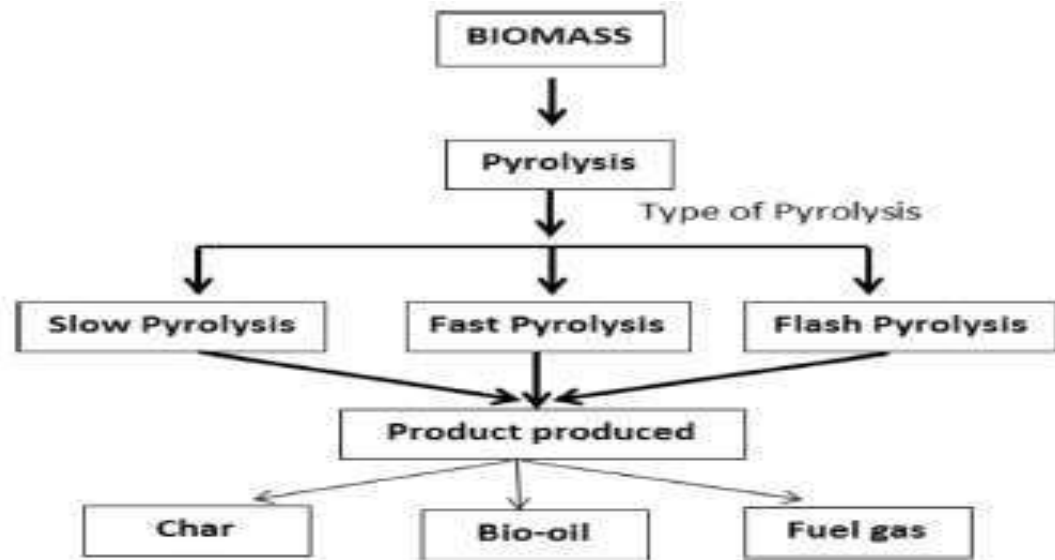 BIOMASS
Pyrolysis
Type of Pyrolysis
Slow Pyrolysis
Fast Pyrolysis
Flash Pyrolysis
Product produced
Char
Bio-oil
Fuel gas